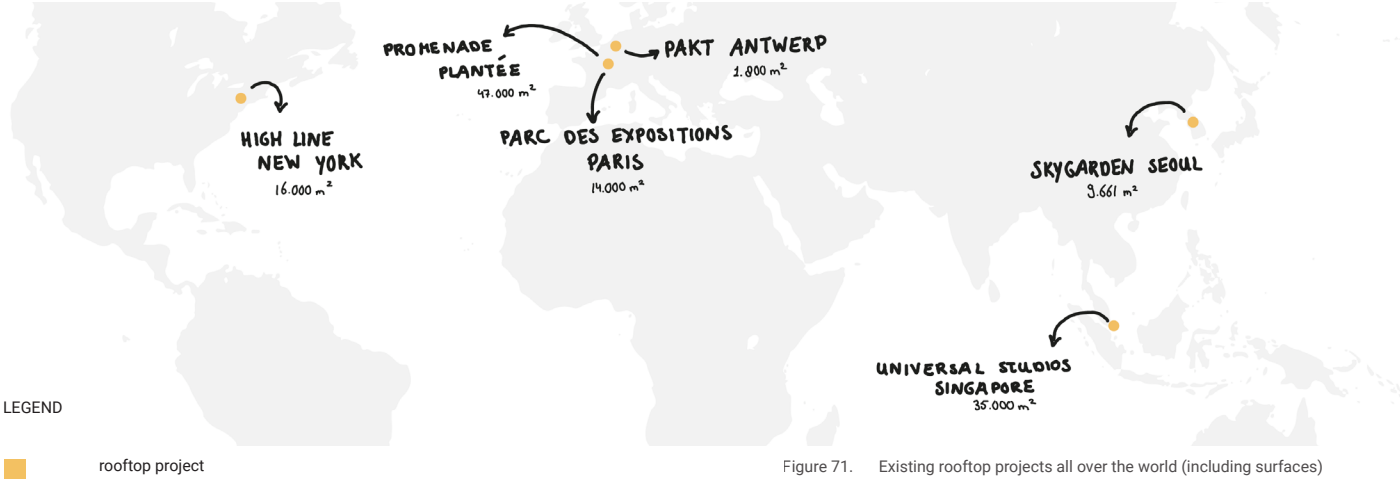 PROMENADE
PLANTÉE
47.000 m²
PAKT ANTWERP
1.800 m²
HIGH LINE
NEW YORK
16.000 m²
PARC DES EXPOSITIONS
PARIS
14.000 m²
SKYGARDEN SEOUL
9.661 m²
UNIVERSAL STUDIOS
SINGAPORE
35.000 m²
LEGEND
rooftop project
Figure 71. Existing rooftop projects all over the world (including surfaces)